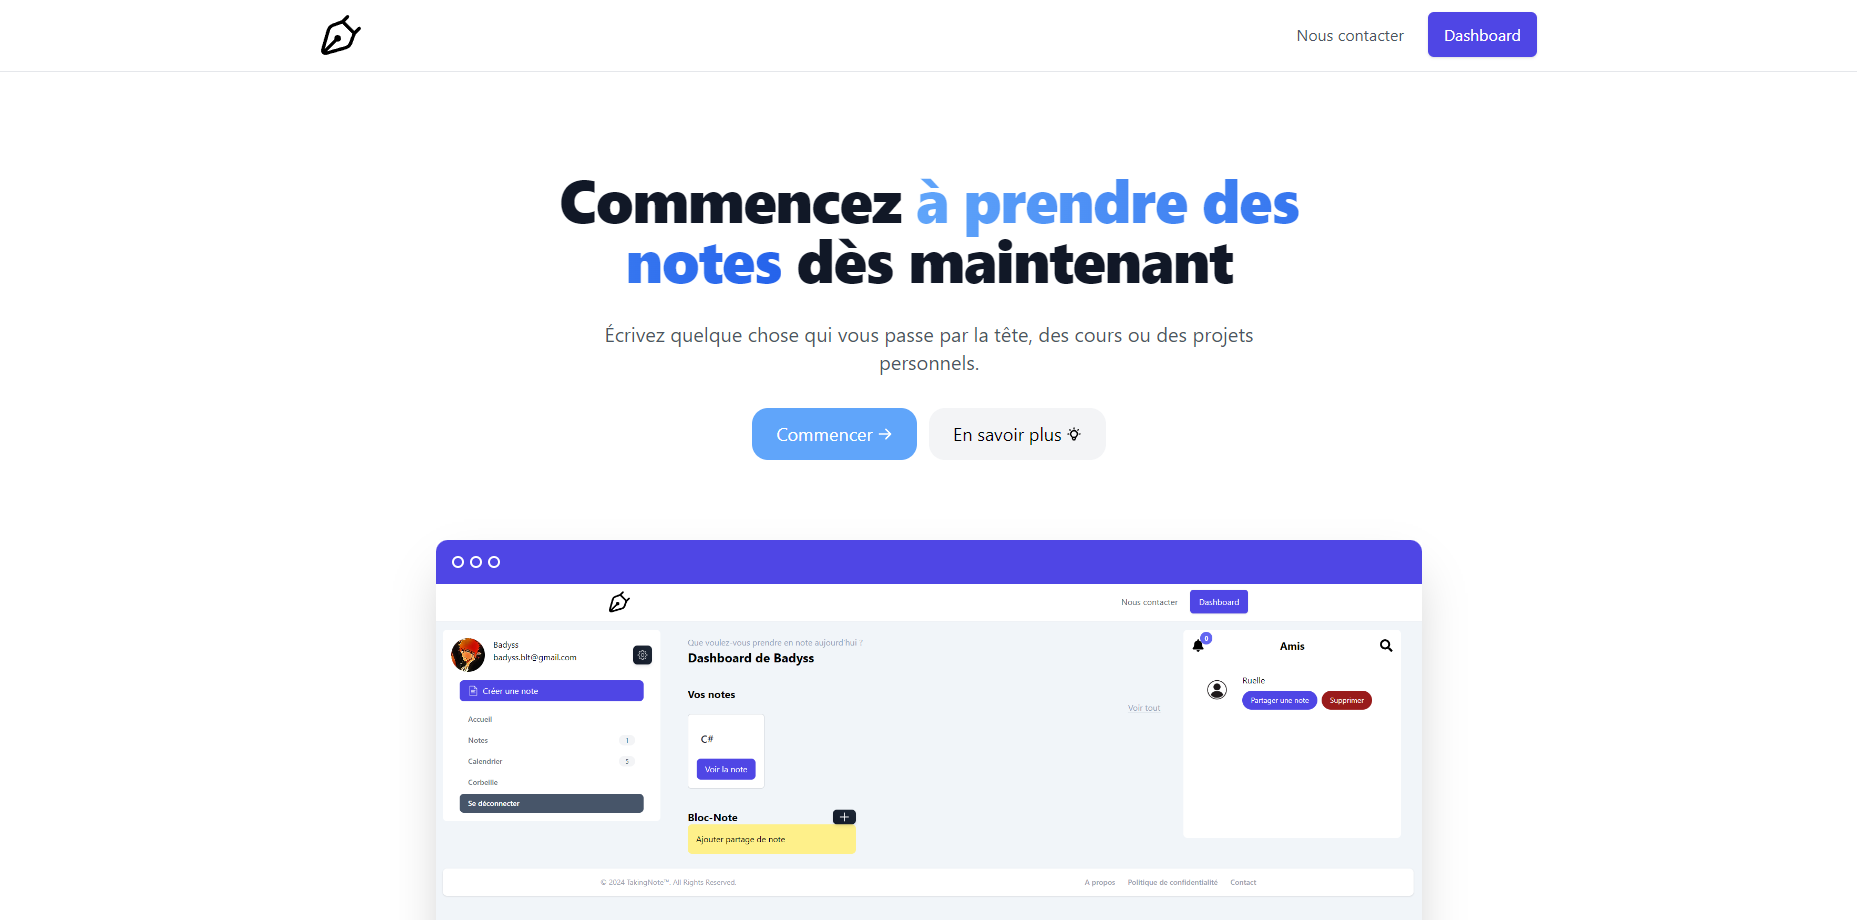 Nous contacter
Dashboard
Commencez à prendre des
notes dès maintenant
Écrivez quelque chose qui vous passe par la tête, des cours ou des projets
personnels.
Commencer
En savoir plus
Nous contacter
Dashboard
Badyss
badyss.blt@gmail.com
Créer une note
Accueil
Notes 1
Calendrier 5
Corbeille
Se déconnecter
Que voulez-vous prendre en note aujourd'hui ?
Dashboard de Badyss
Vos notes
Voir tout
C#
Voir la note
Bloc-Note
Ajouter partage de note
0
Amis
Ruelle
Partager une note
Supprimer
© 2024 TakingNote™. All Rights Reserved.
A propos
Politique de confidentialité
Contact